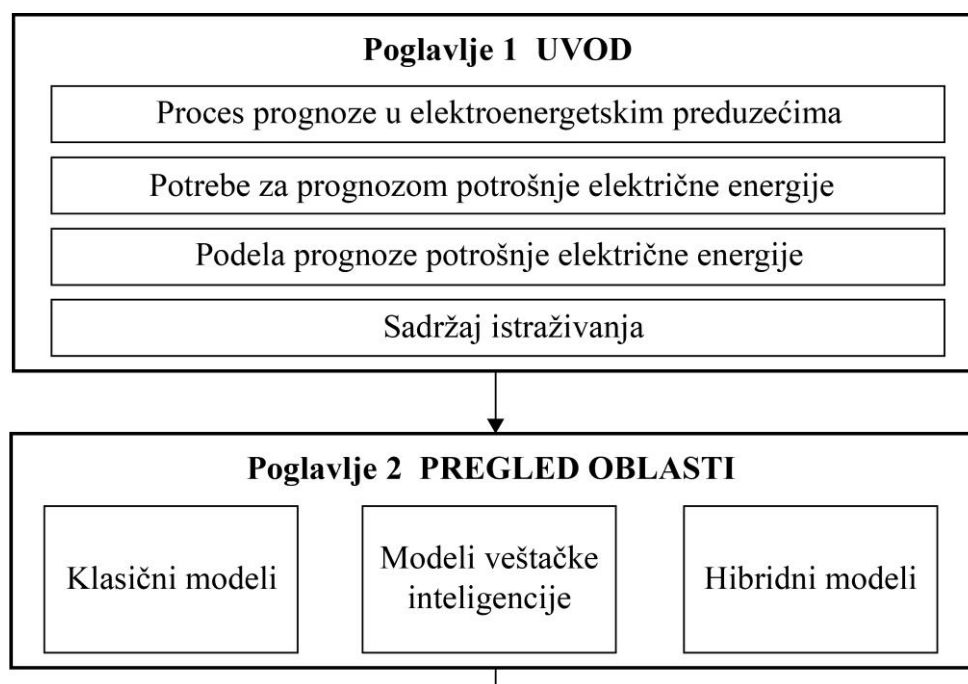 Poglavlje 1  UVOD
Proces prognoze u elektroenergetskim preduzećima
Potrebe za prognozom potrošnje električne energije
Podela prognoze potrošnje električne energije
Sadržaj istraživanja
Poglavlje 2  PREGLED OBLASTI
Klasični modeli
Modeli veštačke
inteligencije
Hibridni modeli